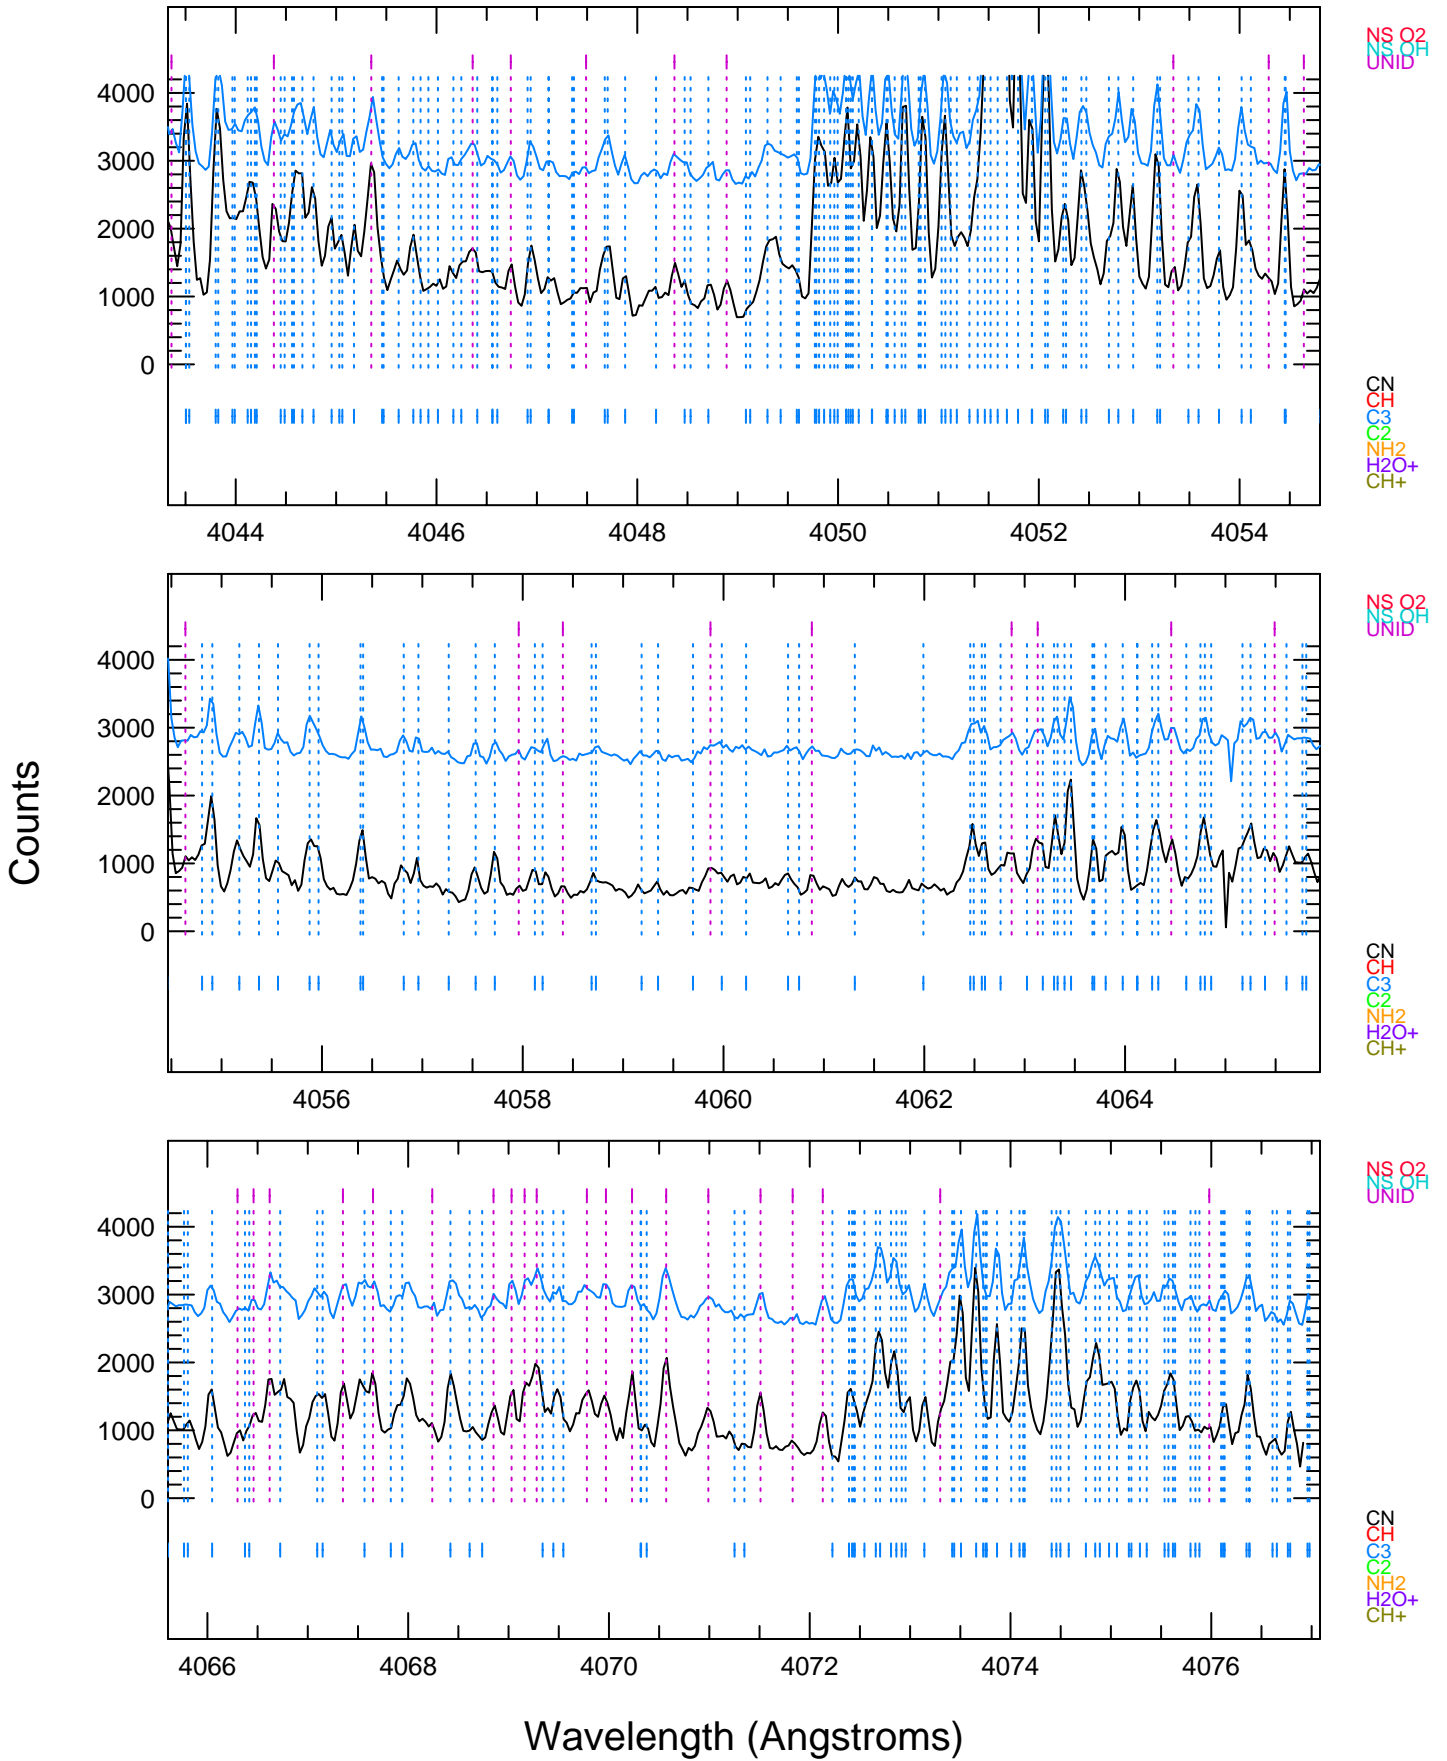 NS O2
NS OH
UNID
4000
3000
2000
1000
0
CN
CH
C3
C2
NH2
H2O+
CH+
4044 4046 4048 4050 4052 4054
NS O2
NS OH
UNID
4000
3000
2000
1000
0
CN
CH
C3
C2
NH2
H2O+
CH+
4056 4058 4060 4062 4064
Counts
NS O2
NS OH
UNID
4000
3000
2000
1000
0
CN
CH
C3
C2
NH2
H2O+
CH+
4066 4068 4070 4072 4074 4076
Wavelength (Angstroms)